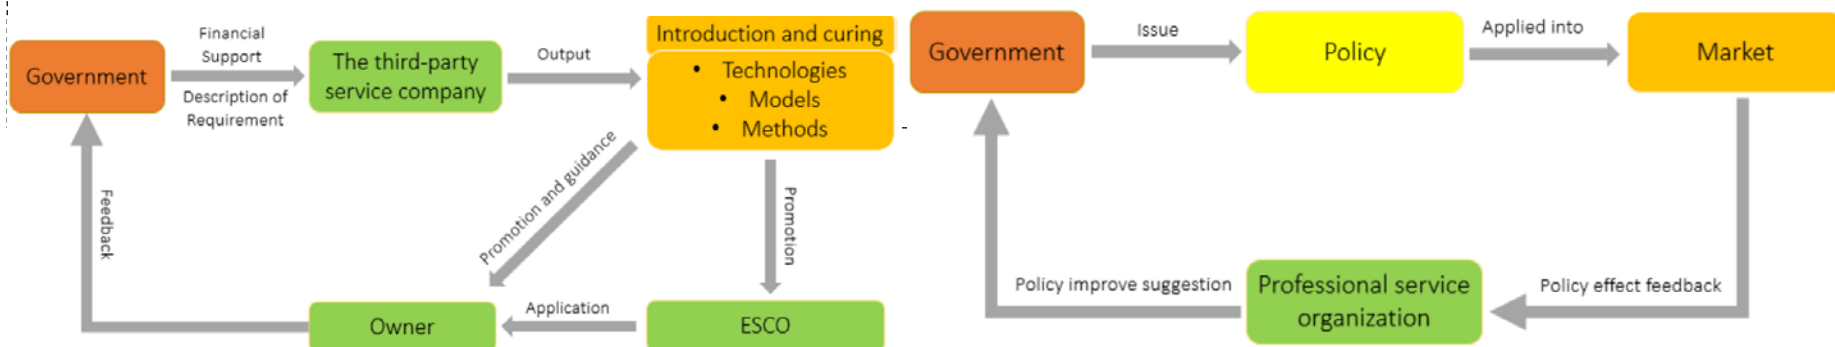 Government
Financial
Support
Description of
Requirement
The third-party
service company
Output
Introduction and curing
• Technologies
• Models
• Methods
Promotion and guidance
Promotion
Feedback
Owner
Application
ESCO
Government
Issue
Policy
Applied into
Market
Policy improve suggestion
Professional service
organization
Policy effect feedback